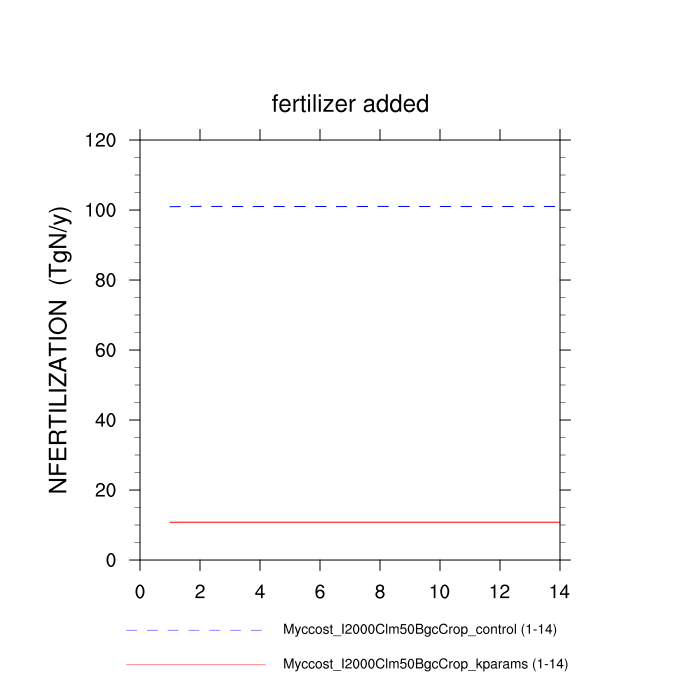 fertilizer added
NFERTILIZATION (TgN/y)
120
100
80
60
40
20
0
0 2 4 6 8 10 12 14
Myccost_I2000Clm50BgcCrop_control (1-14)
Myccost_I2000Clm50BgcCrop_kparams (1-14)